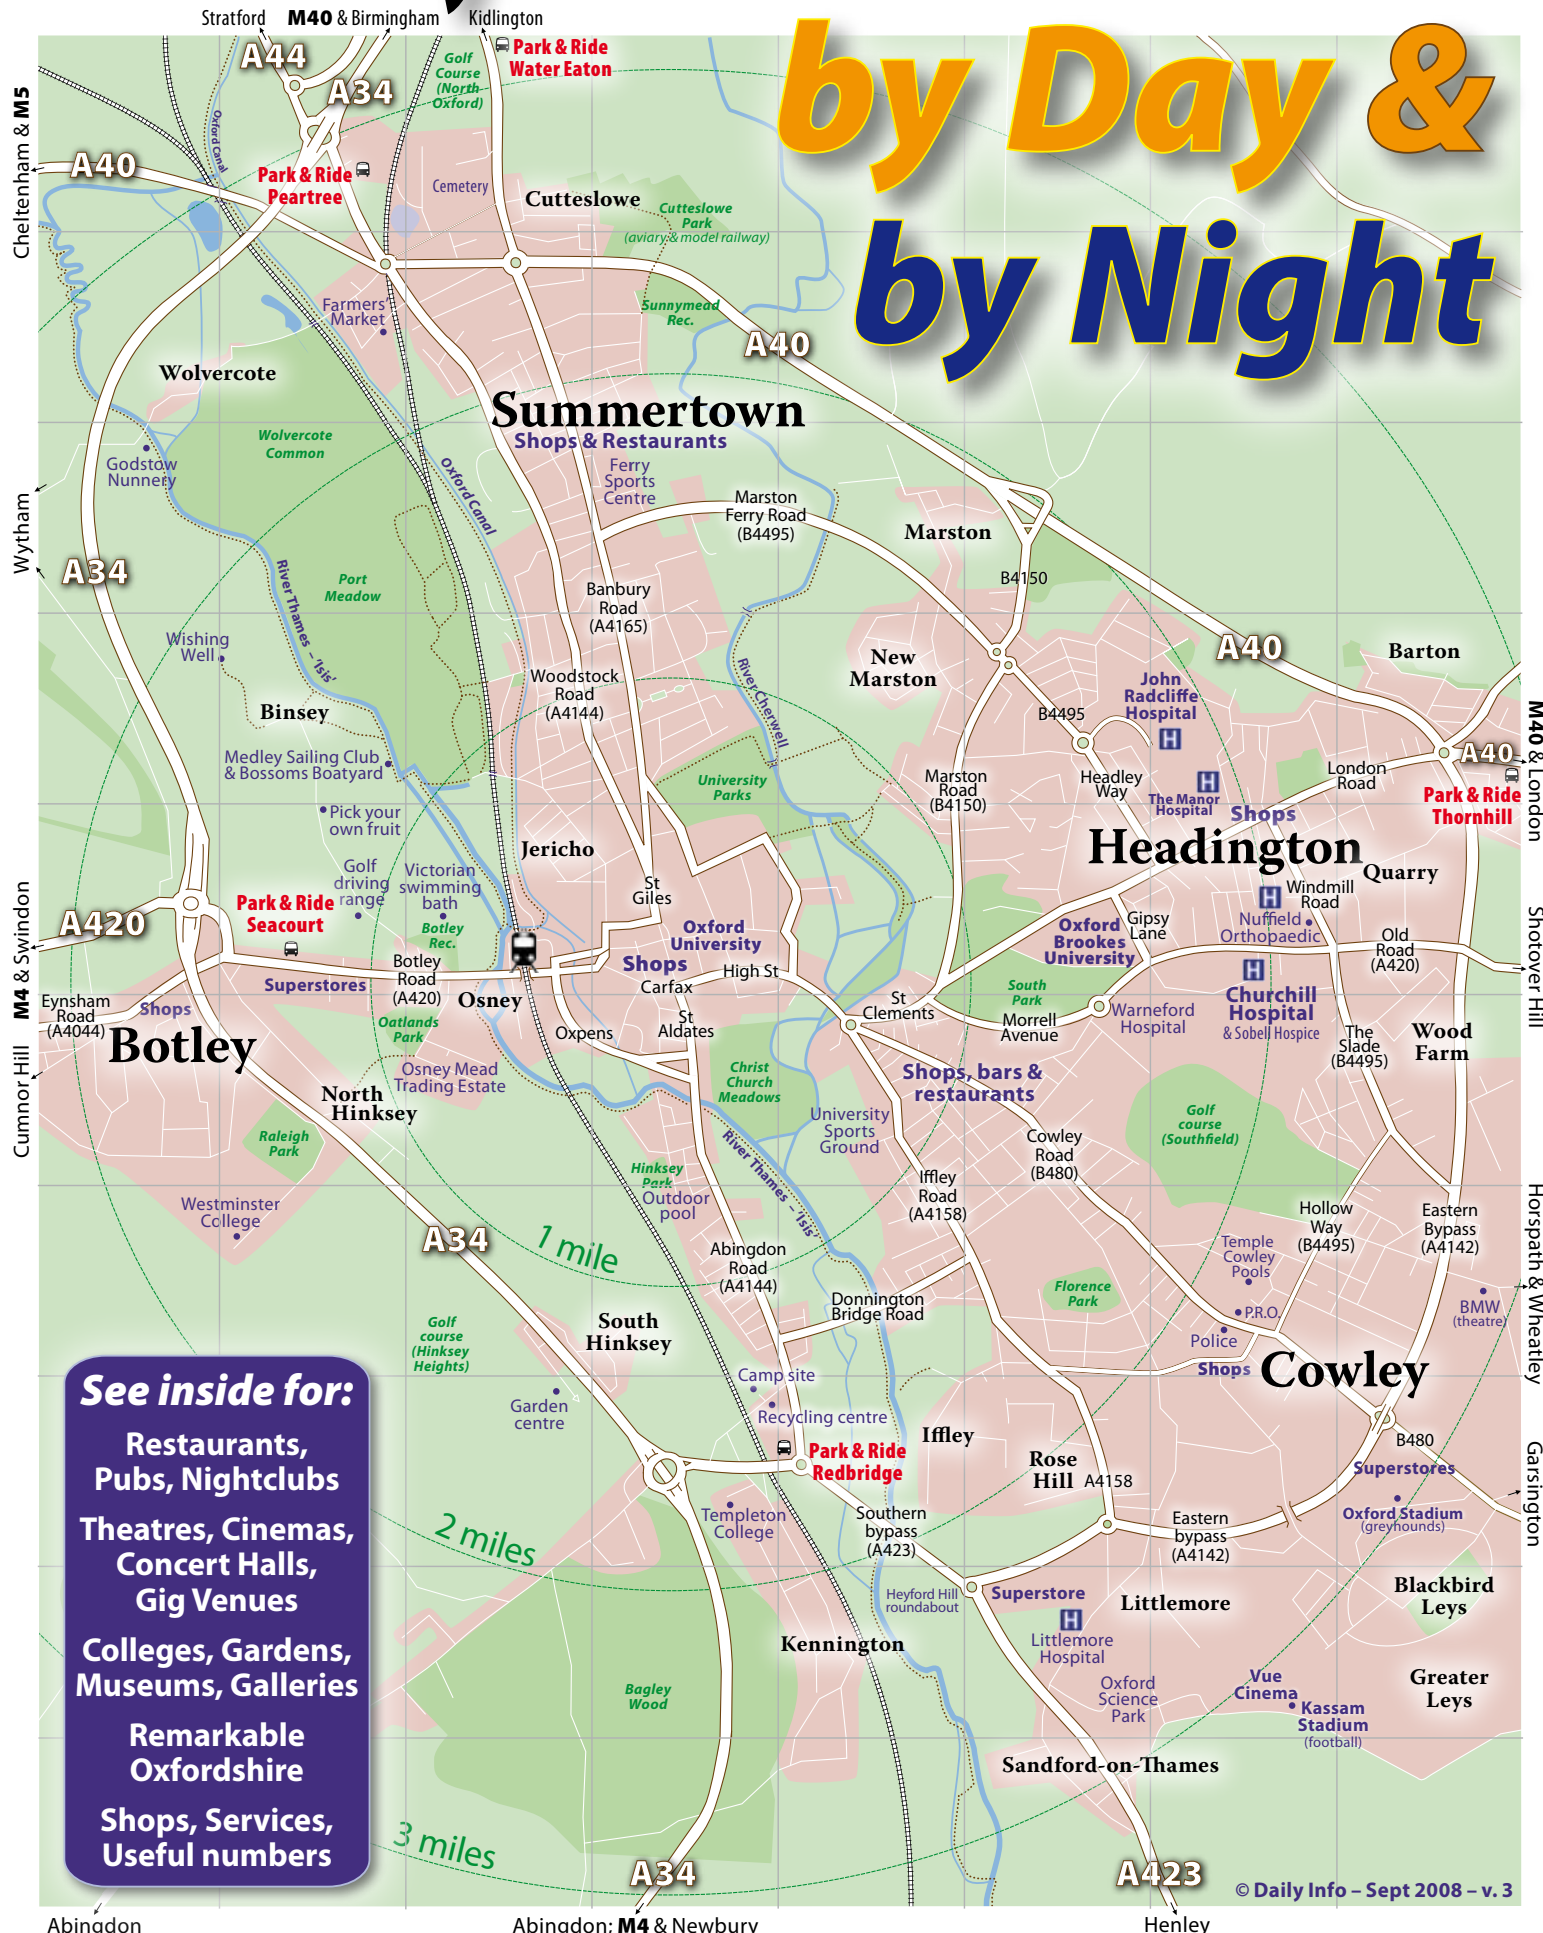 Stratford
M40 & Birmingham
Kidlington
by Day &
by Night
A44
A34
Park & Ride
Water Eaton
Golf
Course
(North
Oxford)
Oxford Canal
Cheltenham & M5
A40
Park & Ride
Peartree
Cemetery
Cutteslowe
Cutteslowe
Park
(aviary & model railway)
Farmers'
Market
Sunnymead
Rec.
A40
Wolvercote
Summertown
Shops & Restaurants
Wolvercote
Common
Godstow
Nunnery
Oxford Canal
Ferry
Sports
Centre
Marston
Ferry Road
(B4495)
Marston
Wytham
A34
Port
Meadow
River Thames – 'Isis'
Banbury
Road
(A4165)
B4150
Wishing
Well
New
Marston
A40
Barton
Woodstock
Road
(A4144)
River Cherwell
John
Radcliffe
Hospital
H
Binsey
B4495
M40 & London
Medley Sailing Club
& Bossoms Boatyard
University
Parks
Marston
Road
(B4150)
Headley
Way
H
The Manor
Hospital
London
Road
A40
Park & Ride
Thornhill
Pick your
own fruit
Shops
Headington
Jericho
Quarry
Golf
driving
range
Victorian
swimming
bath
St
Giles
H
Windmill
Road
M4 & Swindon
A420
Park & Ride
Seacourt
Botley
Rec.
Oxford
University
Oxford
Brookes
University
Gipsy
Lane
Nuffield
Orthopaedic
Old
Road
(A420)
Shotover Hill
Shops
High St
Carfax
Superstores
Botley
Road
(A420)
Osney
South
Park
H
Churchill
Hospital
& Sobell Hospice
Eynsham
Road
(A4044)
Shops
Botley
Oatlands
Park
Oxpens
St
Aldates
St
Clements
Morrell
Avenue
Warneford
Hospital
The
Slade
(B4495)
Wood
Farm
Cumnor Hill
Osney Mead
Trading Estate
Christ
Church
Meadows
Shops, bars &
restaurants
North
Hinksey
University
Sports
Ground
Golf
course
(Southfield)
Raleigh
Park
River Thames – 'Isis'
Cowley
Road
(B480)
Hinksey
Park
Outdoor
pool
Iffley
Road
(A4158)
Westminster
College
Hollow
Way
(B4495)
Eastern
Bypass
(A4142)
Horspath & Wheatley
A34
1 mile
Abingdon
Road
(A4144)
Temple
Cowley
Pools
Florence
Park
Donnington
Bridge Road
P.R.O.
BMW
(theatre)
Golf
course
(Hinksey
Heights)
South
Hinksey
Police
Shops
Cowley
Camp site
Garden
centre
Recycling centre
Iffley
B480
Park & Ride
Redbridge
Rose
Hill
A4158
Superstores
Garsington
Templeton
College
Southern
bypass
(A423)
Eastern
bypass
(A4142)
Oxford Stadium
(greyhounds)
2 miles
Heyford Hill
roundabout
Superstore
Littlemore
Blackbird
Leys
H
Littlemore
Hospital
Kennington
Bagley
Wood
Oxford
Science
Park
Vue
Cinema
Kassam
Stadium
(football)
Greater
Leys
Sandford-on-Thames
3 miles
A34
A423
See inside for:
Restaurants,
Pubs, Nightclubs
Theatres, Cinemas,
Concert Halls,
Gig Venues
Colleges, Gardens,
Museums, Galleries
Remarkable
Oxfordshire
Shops, Services,
Useful numbers
© Daily Info – Sept 2008 – v. 3
Abingdon
Abingdon; M4 & Newbury
Henley